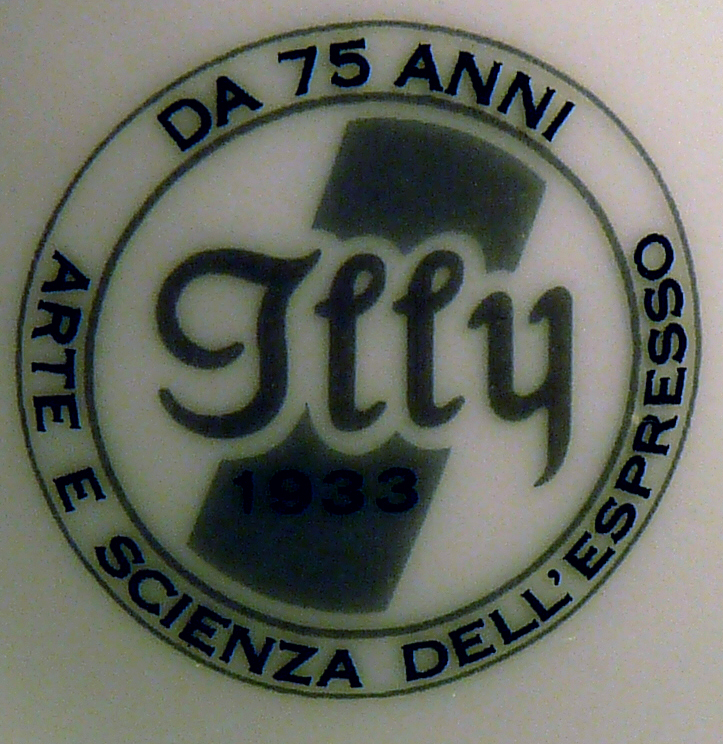 DA 75 ANNI
Illy
1933
ARTE E SCIENZA DELL'ESPRESSO